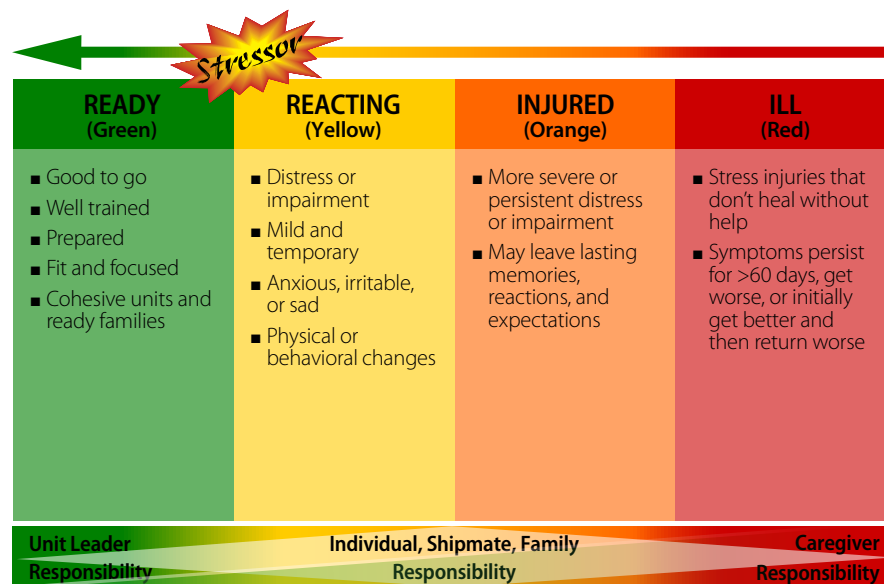 Stressor
READY
(Green)
■ Good to go
■ Well trained
■ Prepared
■ Fit and focused
■ Cohesive units and
ready families
REACTING
(Yellow)
■ Distress or
impairment
■ Mild and
temporary
■ Anxious, irritable,
or sad
■ Physical or
behavioral changes
INJURED
(Orange)
■ More severe or
persistent distress
or impairment
■ May leave lasting
memories,
reactions, and
expectations
ILL
(Red)
■ Stress injuries that
don't heal without
help
■ Symptoms persist
for >60 days, get
worse, or initially
get better and
then return worse
Unit Leader
Responsibility
Individual, Shipmate, Family
Responsibility
Caregiver
Responsibility